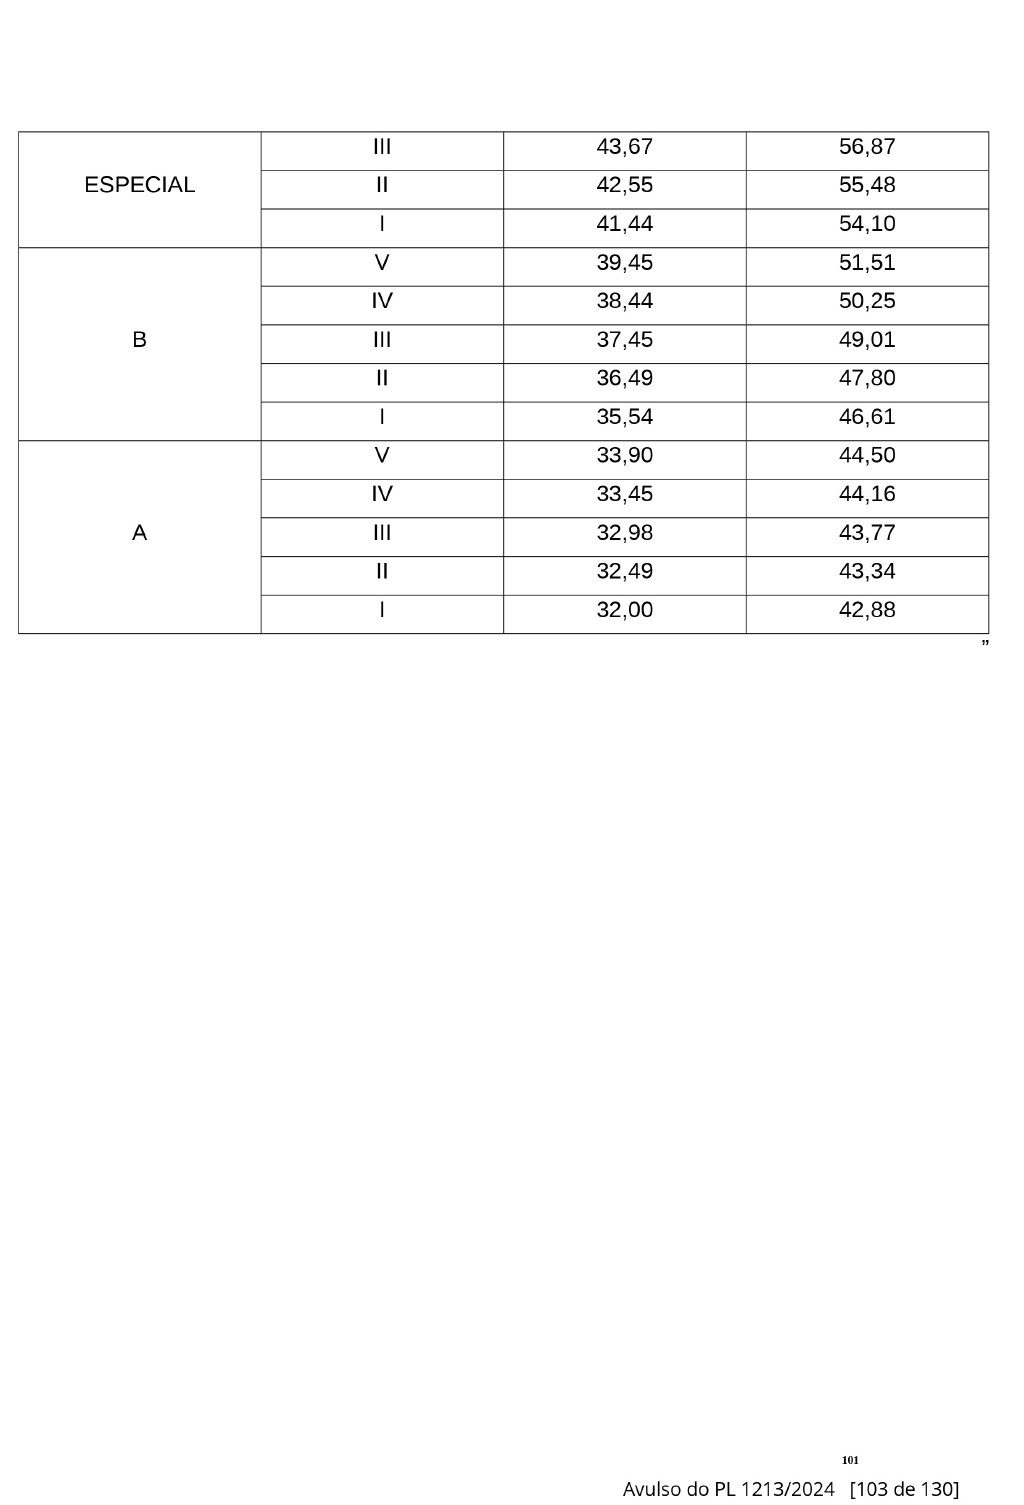 III 43,67 56,87
ESPECIAL II 42,55 55,48
I 41,44 54,10
V 39,45 51,51
IV 38,44 50,25
B III 37,45 49,01
II 36,49 47,80
I 35,54 46,61
V 33,90 44,50
IV 33,45 44,16
A III 32,98 43,77
II 32,49 43,34
I 32,00 42,88
”
101
Avulso do PL 1213/2024 [103 de 130]